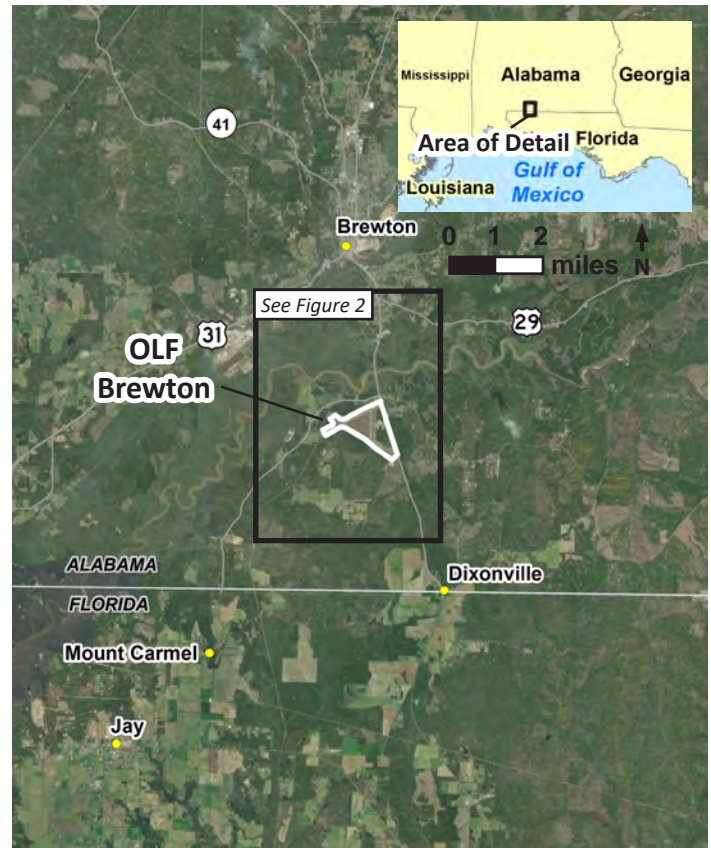 Mississippi
Alabama
Georgia
Area of Detail
Florida
Gulf of
Mexico
Louisiana
41
Brewton
0 1 2
miles N
See Figure 2
31
29
OLF
Brewton
ALABAMA
FLORIDA
Dixonville
Mount Carmel
Jay